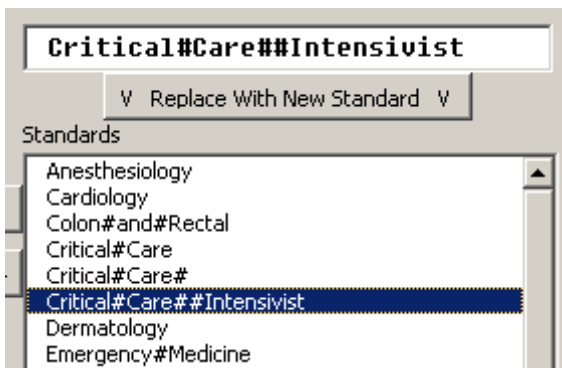 Critical#Care##Intensivist
V Replace With New Standard V
Standards
Anesthesiology
Cardiology
Colon#and#Rectal
Critical#Care
Critical#Care#
Critical#Care##Intensivist
Dermatology
Emergency#Medicine